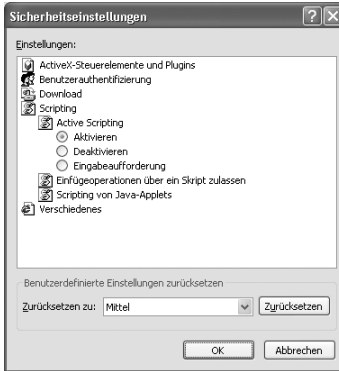 Sicherheitseinstellungen
Einstellungen:
ActiveX-Steuerelemente und Plugins
Benutzerauthentifizierung
Download
Scripting
Active Scripting
Aktivieren
Deaktivieren
Eingabeaufforderung
Einfügeoperationen über ein Skript zulassen
Scripting von Java-Applets
Verschiedenes
Benutzerdefinierte Einstellungen zurücksetzen
Zurücksetzen zu: Mittel Zurücksetzen
OK Abbrechen